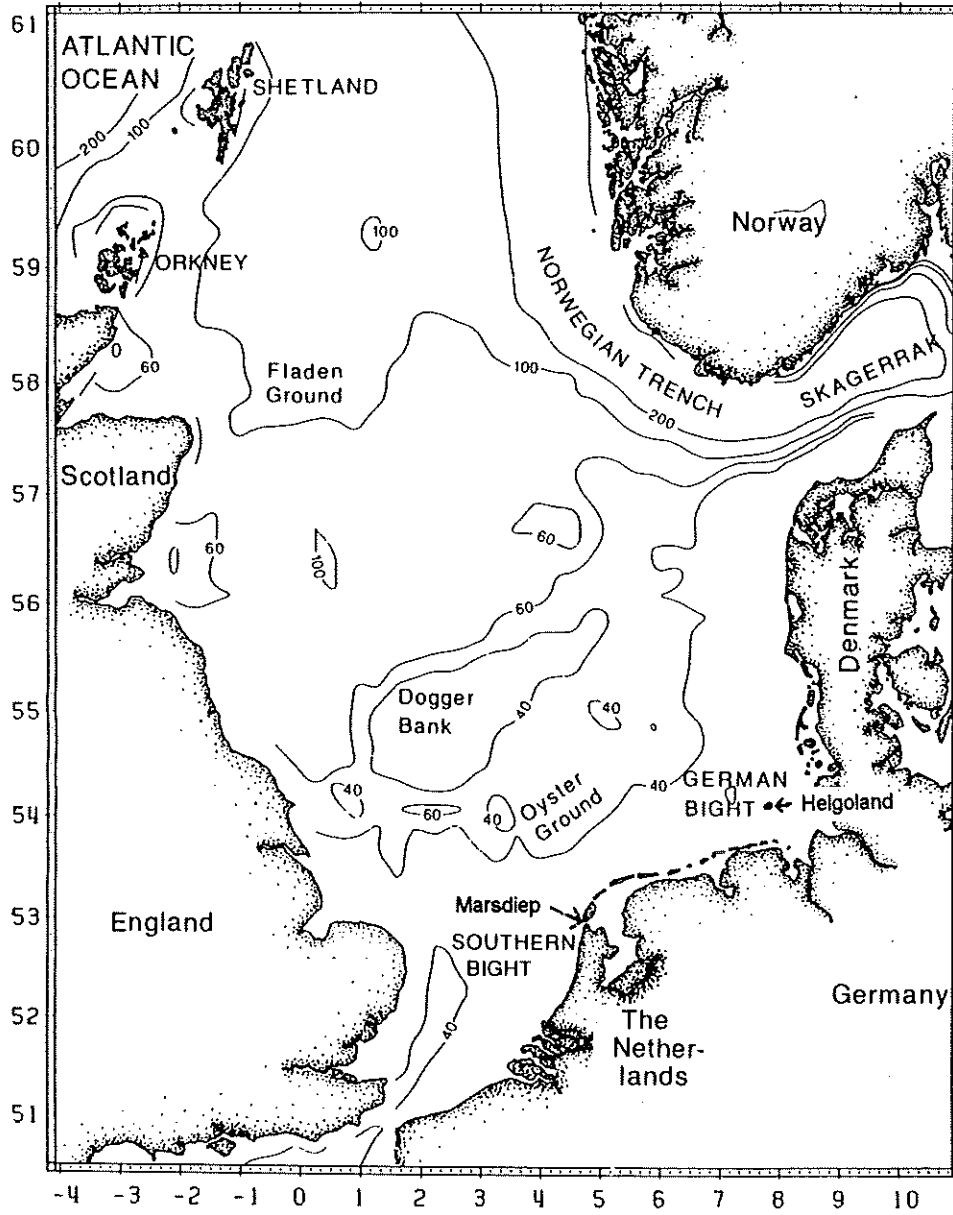 61
ATLANTIC
OCEAN
SHETLAND
200
100
60
100
Norway
59
ORKNEY
NORWEGIAN TRENCH
0
60
58
Fladen
Ground
100
SKAGERRAK
200
Scotland
57
60
60
100
56
60
Denmark
Dogger
Bank
40
40
55
40
GERMAN
BIGHT
Helgoland
54
40
60
40
Oyster
Ground
Marsdiep
53
England
SOUTHERN
BIGHT
52
40
Germany
The
Nether-
lands
51
-4 -3 -2 -1 0 1 2 3 4 5 6 7 8 9 10